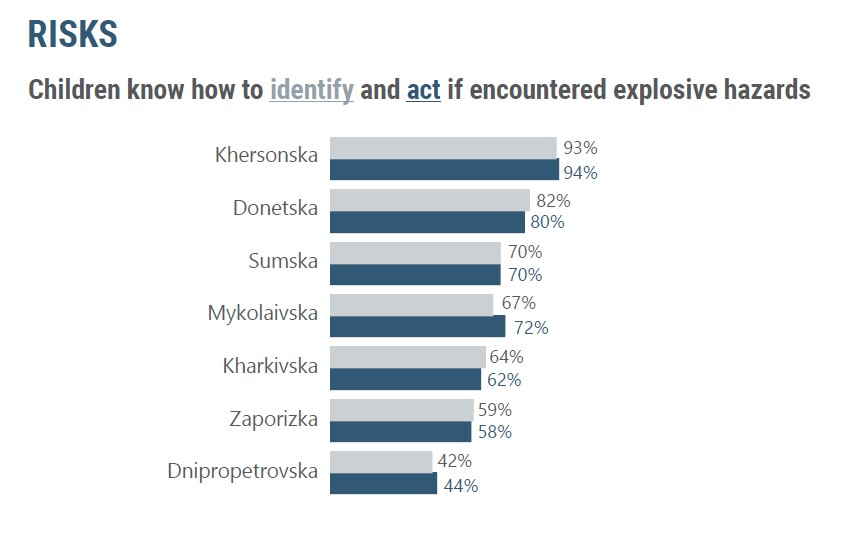 RISKS
Children know how to identify and act if encountered explosive hazards
Khersonska
93%
94%
Donetska
82%
80%
Sumska
70%
70%
Mykolaivska
67%
72%
Kharkivska
64%
62%
Zaporizka
59%
58%
Dnipropetrovska
42%
44%